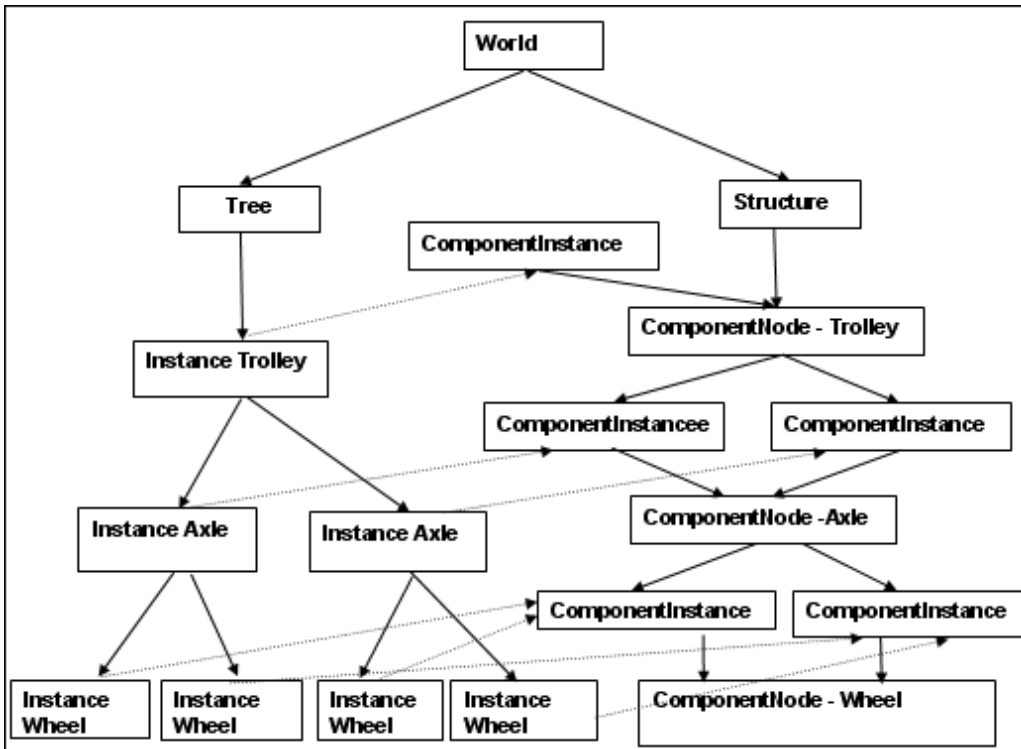 World
Tree
Structure
ComponentInstance
ComponentNode - Trolley
Instance Trolley
ComponentInstancee
ComponentInstance
Instance Axle
Instance Axle
ComponentNode -Axle
ComponentInstance
ComponentInstance
Instance
Wheel
Instance
Wheel
Instance
Wheel
Instance
Wheel
ComponentNode - Wheel